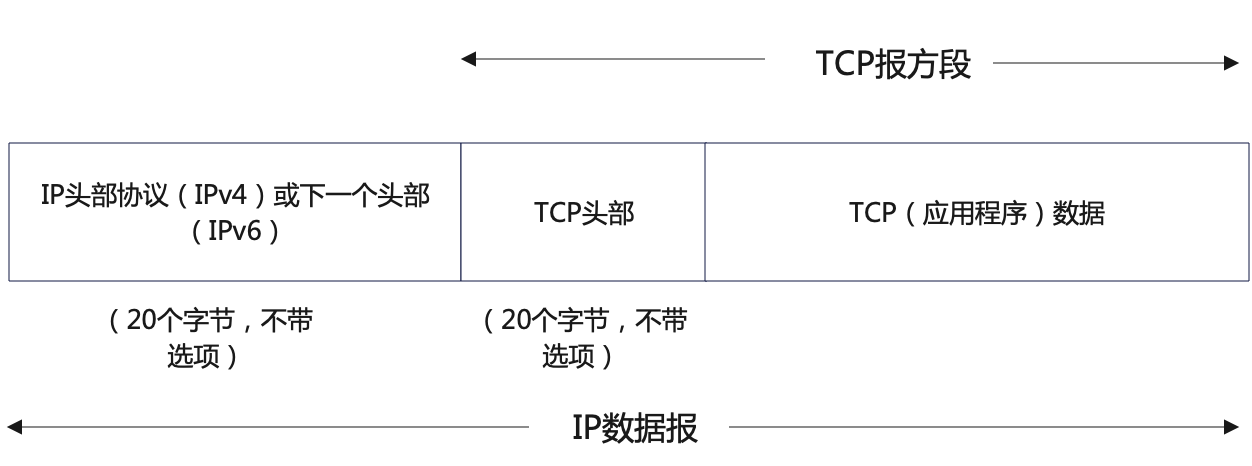 TCP报方段
IP头部协议（IPv4）或下一个头部
（IPv6）
TCP头部
TCP（应用程序）数据
（20个字节，不带
选项）
（20个字节，不带
选项）
IP数据报